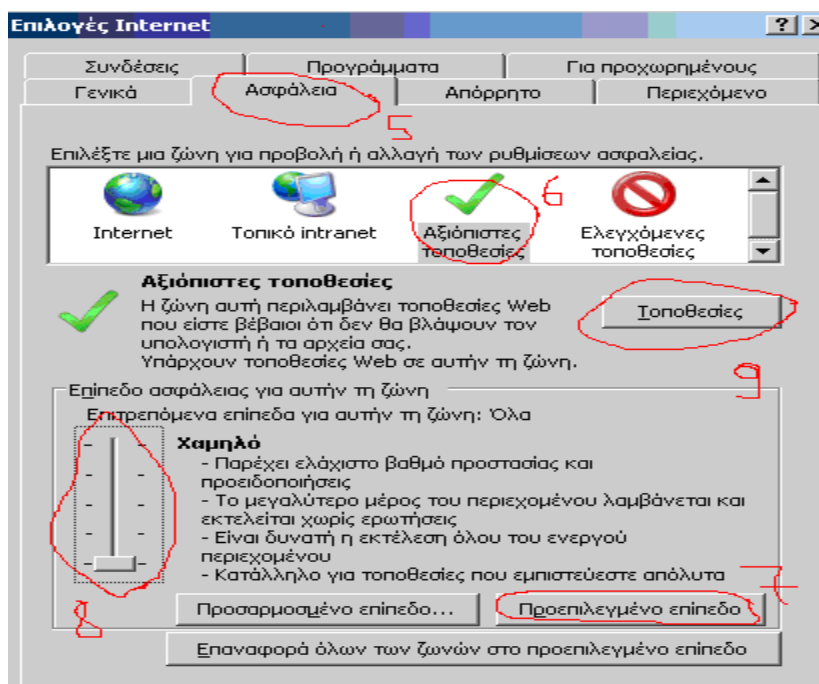 Επιλογές Internet
Συνδέσεις Προγράμματα Για προχωρημένους
Γενικά Ασφάλεια Απόρρητο Περιεχόμενο
5
Επιλέξτε μια ζώνη για προβολή ή αλλαγή των ρυθμίσεων ασφαλείας.
6
Internet Τοπικό intranet Αξιόπιστες τοποθεσίες Ελεγχόμενες τοποθεσίες
Αξιόπιστες τοποθεσίες
Η ζώνη αυτή περιλαμβάνει τοποθεσίες Web
που είστε βέβαιοι ότι δεν θα βλάψουν τον
υπολογιστή ή τα αρχεία σας.
Υπάρχουν τοποθεσίες Web σε αυτήν τη ζώνη.
Τοποθεσίες
9
Επίπεδο ασφάλειας για αυτήν τη ζώνη
Επιτρεπόμενα επίπεδα για αυτήν τη ζώνη: Όλα
Χαμηλό
- Παρέχει ελάχιστο βαθμό προστασίας και
προειδοποιήσεις
- Το μεγαλύτερο μέρος του περιεχομένου λαμβάνεται και
εκτελείται χωρίς ερωτήσεις
- Είναι δυνατή η εκτέλεση όλου του ενεργού
περιεχομένου
- Κατάλληλο για τοποθεσίες που εμπιστεύεστε απόλυτα
7
8
Προσαρμοσμένο επίπεδο... Προεπιλεγμένο επίπεδο
Επαναφορά όλων των ζωνών στο προεπιλεγμένο επίπεδο